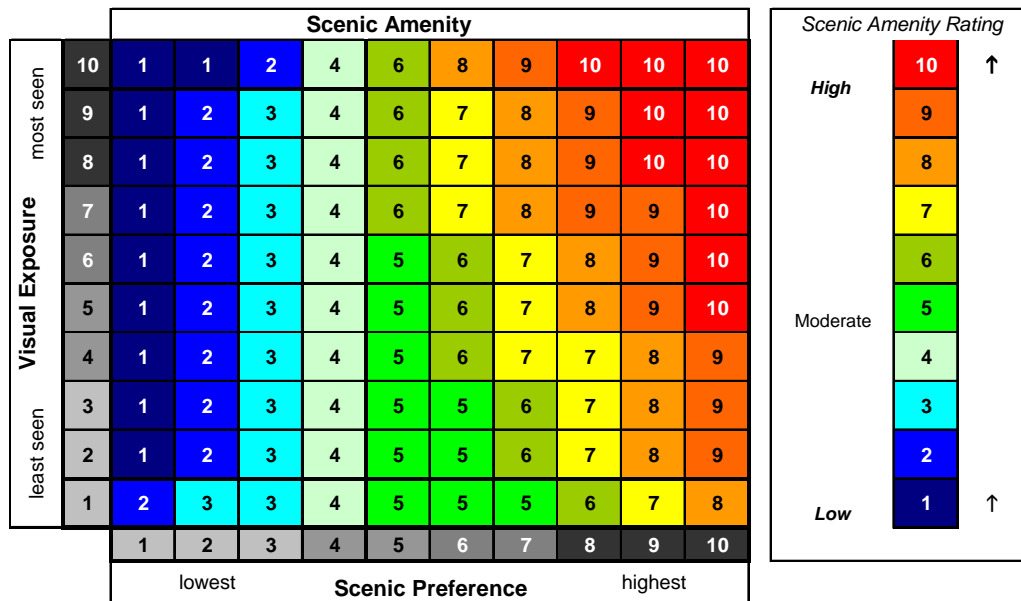 Scenic Amenity
10 1 1 2 4 6 8 9 10 10 10
9 1 2 3 4 6 7 8 9 10 10
8 1 2 3 4 6 7 8 9 10 10
7 1 2 3 4 6 7 8 9 9 10
6 1 2 3 4 5 6 7 8 9 10
5 1 2 3 4 5 6 7 8 9 10
4 1 2 3 4 5 6 7 7 8 9
3 1 2 3 4 5 5 6 7 8 9
2 1 2 3 4 5 5 6 7 8 9
1 2 3 3 4 5 5 5 6 7 8
1 2 3 4 5 6 7 8 9 10
lowest highest
Scenic Preference
most seen
Visual Exposure
least seen
Scenic Amenity Rating
10 ↑
High
9
8
7
6
Moderate 5
4
3
2
Low 1 ↑